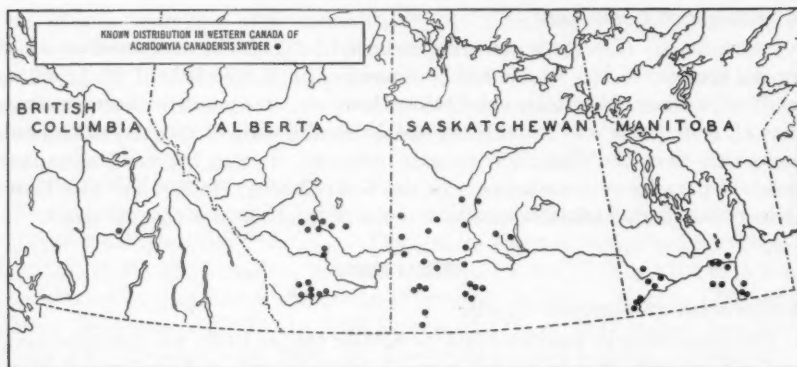 KNOWN DISTRIBUTION IN WESTERN CANADA OF
ACRIDOMYIA CANADENSIS SNYDER
BRITISH
COLUMBIA
ALBERTA
SASKATCHEWAN
MANITOBA